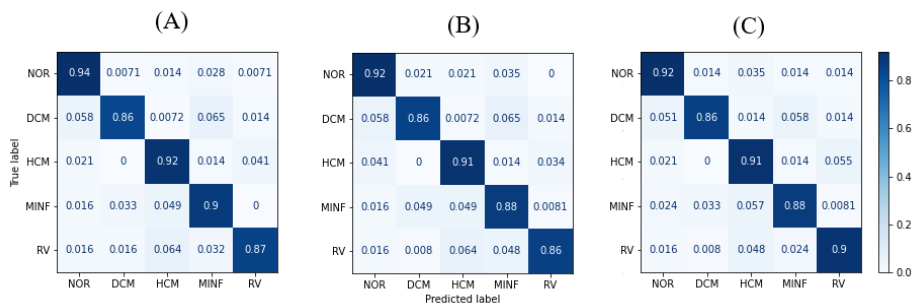 (A) (B) (C)
True label
NOR 0.94 0.0071 0.014 0.028 0.0071
DCM 0.058 0.86 0.0072 0.065 0.014
HCM 0.021 0 0.92 0.014 0.041
MINF 0.016 0.033 0.049 0.9 0
RV 0.016 0.016 0.064 0.032 0.87
NOR DCM HCM MINF RV
NOR 0.92 0.021 0.021 0.035 0
DCM 0.058 0.86 0.0072 0.065 0.014
HCM 0.041 0 0.91 0.014 0.034
MINF 0.016 0.049 0.049 0.88 0.0081
RV 0.016 0.008 0.064 0.048 0.86
NOR DCM HCM MINF RV
Predicted label
NOR 0.92 0.014 0.035 0.014 0.014
DCM 0.051 0.86 0.014 0.058 0.014
HCM 0.021 0 0.91 0.014 0.055
MINF 0.024 0.033 0.057 0.88 0.0081
RV 0.016 0.008 0.048 0.024 0.9
NOR DCM HCM MINF RV
0.8
0.6
0.4
0.2
0.0